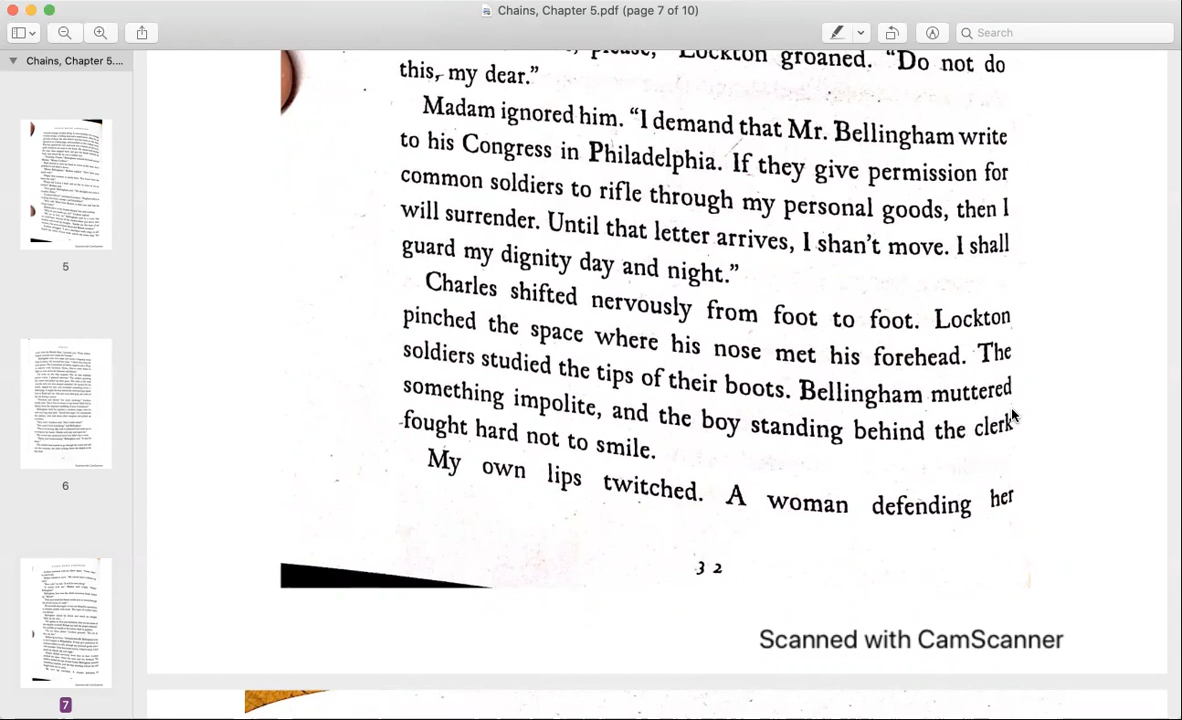 Chains, Chapter 5.pdf (page 7 of 10)
Search
Chains, Chapter 5....
5
6
7
please," Lockton groaned. "Do not do
this, my dear."
Madam ignored him. "I demand that Mr. Bellingham write
to his Congress in Philadelphia. If they give permission for
common soldiers to rifle through my personal goods, then I
will surrender. Until that letter arrives, I shan't move. I shall
guard my dignity day and night."
Charles shifted nervously from foot to foot. Lockton
pinched the space where his nose met his forehead. The
soldiers studied the tips of their boots. Bellingham muttered
something impolite, and the boy standing behind the clerk
fought hard not to smile.
My own lips twitched. A woman defending her
32
Scanned with CamScanner